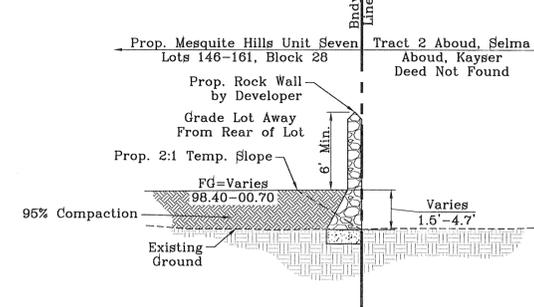 Bndy
Line
Prop. Mesquite Hills Unit Seven
Lots 146-161, Block 28
Tract 2 Aboud, Selma
Aboud, Kayser
Deed Not Found
Prop. Rock Wall
by Developer
Grade Lot Away
From Rear of Lot
6' Min.
Prop. 2:1 Temp. Slope
FG=Varies
98.40-00.70
95% Compaction
Varies
1.5'-4.7'
Existing
Ground